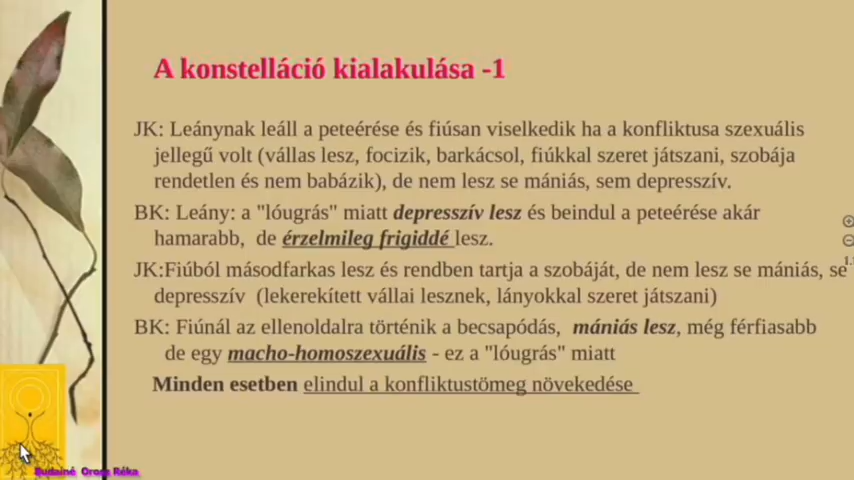 A konstelláció kialakulása -1
JK: Leánynak leáll a peteérése és fiúsan viselkedik ha a konfliktusa szexuális
jellegű volt (vállas lesz, focizik, barkácsol, fiúkkal szeret játszani, szobája
rendetlen és nem babázik), de nem lesz se mániás, sem depresszív.
BK: Leány: a "lóugrás" miatt depresszív lesz és beindul a peteérése akár
hamarabb, de érzelmileg frigiddé lesz.
JK:Fiúból másodfarkas lesz és rendben tartja a szobáját, de nem lesz se mániás, se
depresszív (lekerekített vállai lesznek, lányokkal szeret játszani)
BK: Fiúnál az ellenoldalra történik a becsapódás, mániás lesz, még férfiasabb
de egy macho-homoszexuális - ez a "lóugrás" miatt
Minden esetben elindul a konfliktustömeg növekedése
Budainé Orosz Réka